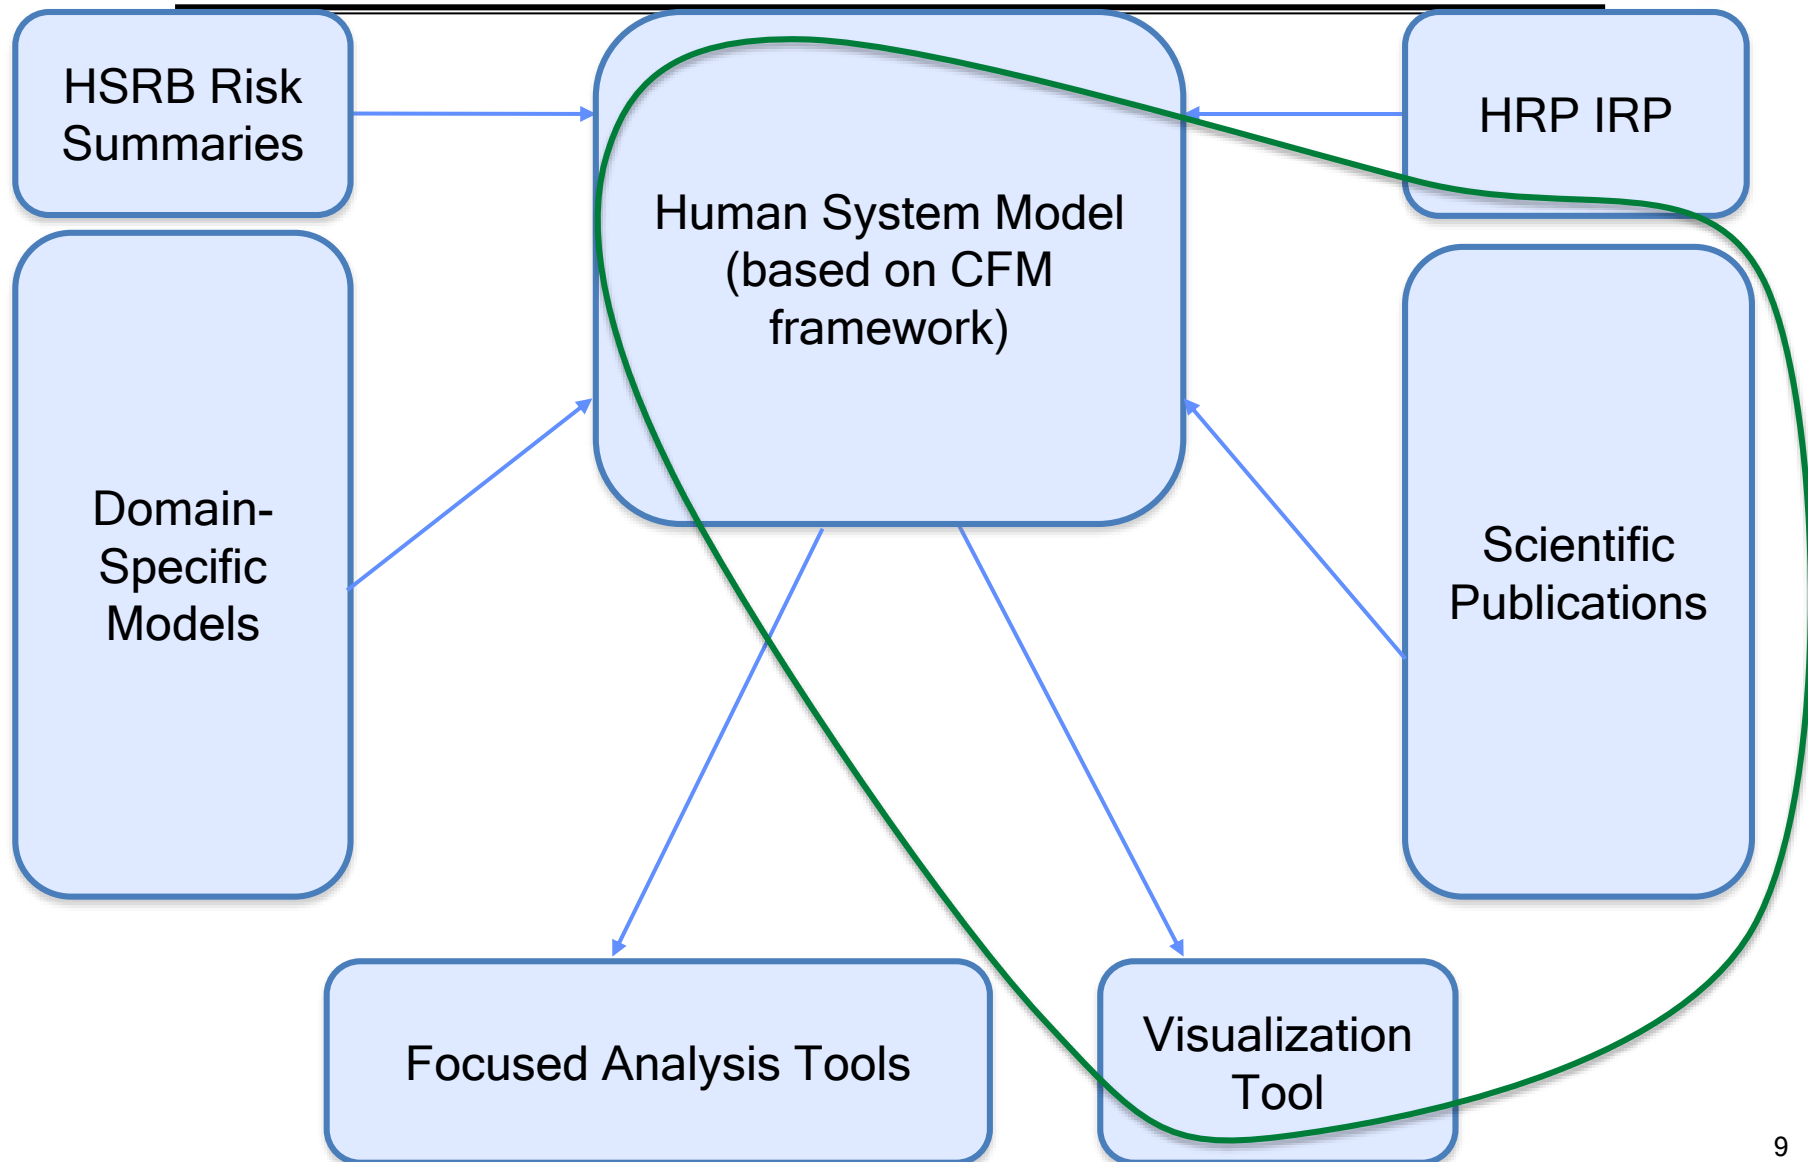 HSRB Risk
Summaries
Human System Model
(based on CFM
framework)
HRP IRP
Domain-
Specific
Models
Scientific
Publications
Focused Analysis Tools
Visualization
Tool
9